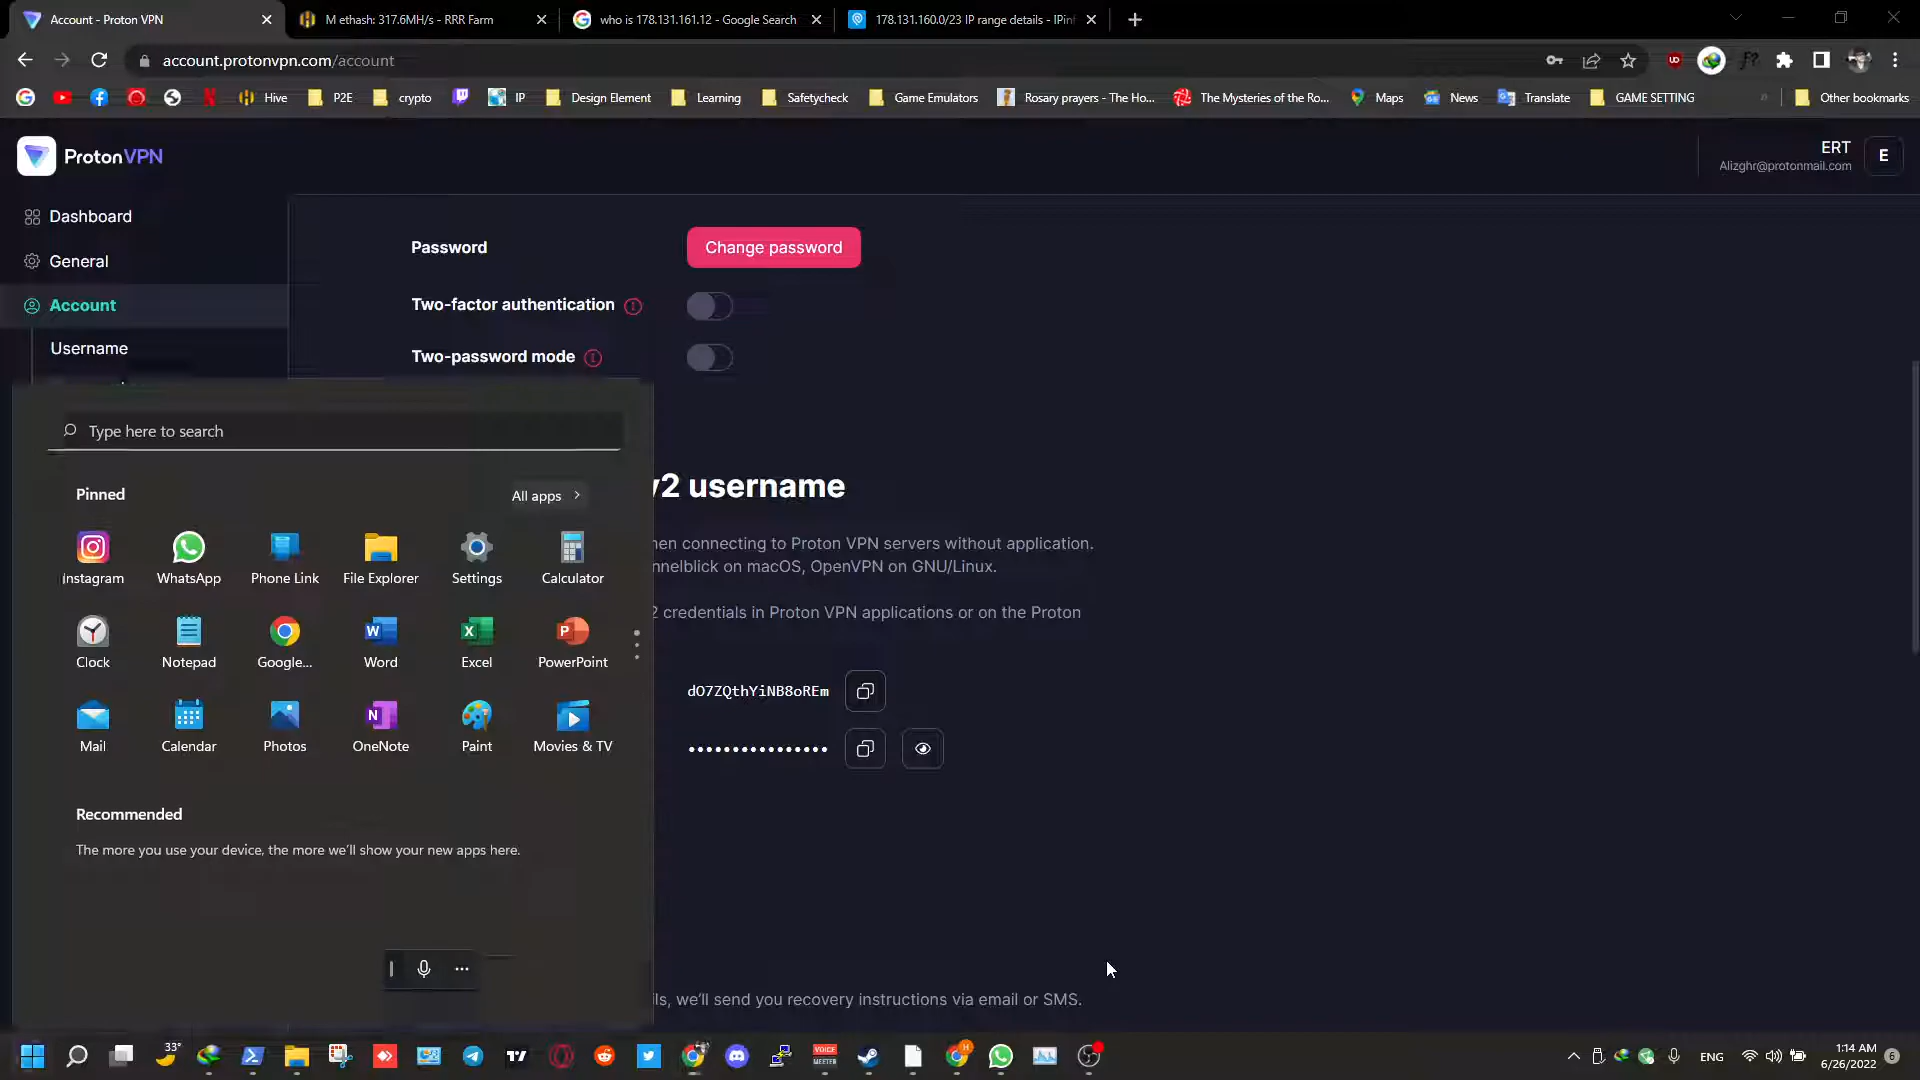 Account - Proton VPN
M ethash: 317.6MH/s - RRR Farm
who is 178.131.161.12 - Google Search
178.131.160.0/23 IP range details - IPinf
account.protonvpn.com/account
Hive
P2E
crypto
IP
Design Element
Learning
Safetycheck
Game Emulators
Rosary prayers - The Ho...
The Mysteries of the Ro...
Maps
News
Translate
GAME SETTING
Other bookmarks
ProtonVPN
ERT
Alizghr@protonmail.com
E
Dashboard
General
Account
Username
Password
Change password
Two-factor authentication
Two-password mode
Type here to search
Pinned
All apps
Instagram
WhatsApp
Phone Link
File Explorer
Settings
Calculator
Clock
Notepad
Google...
Word
Excel
PowerPoint
Mail
Calendar
Photos
OneNote
Paint
Movies & TV
Recommended
The more you use your device, the more we'll show your new apps here.
v2 username
hen connecting to Proton VPN servers without application.
nnelblick on macOS, OpenVPN on GNU/Linux.
2 credentials in Proton VPN applications or on the Proton
dO7ZQthYiNB8oREm
••••••••••••••••
ils, we'll send you recovery instructions via email or SMS.
33°
VOICE
MEETER
ENG
1:14 AM
6/26/2022
6